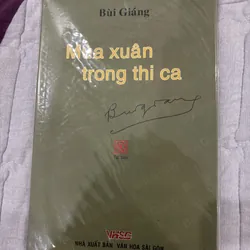 Bùi Giáng
Mùa xuân
trong thi ca
NHÀ XUẤT BẢN VĂN HÓA SÀI GÒN